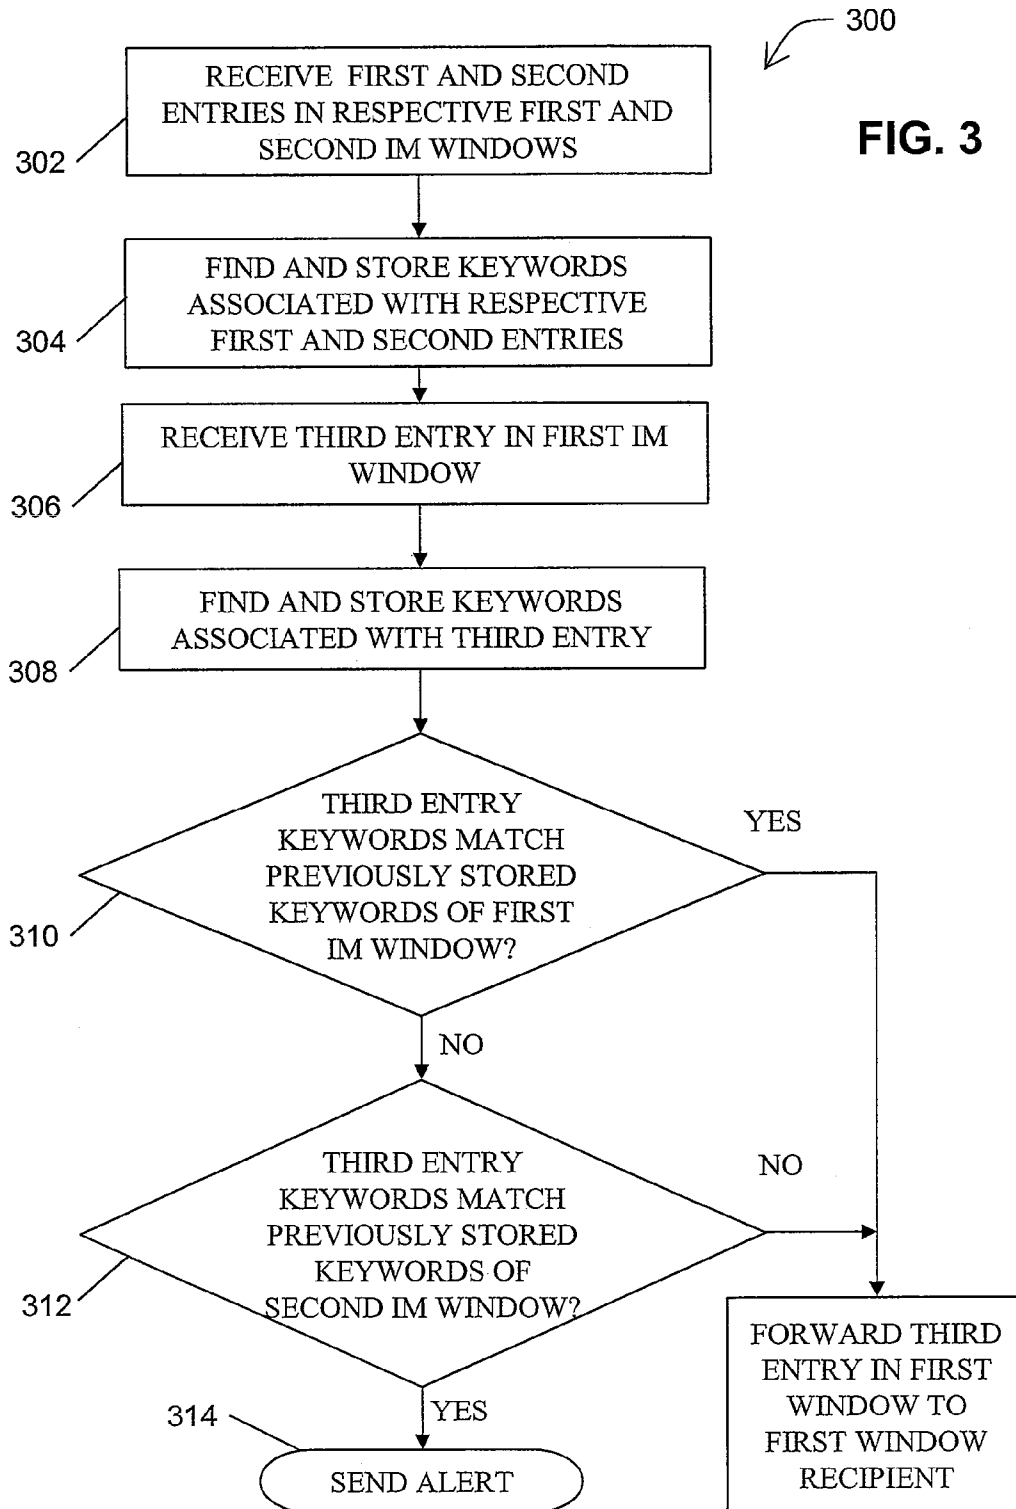 300
FIG. 3
RECEIVE FIRST AND SECOND
ENTRIES IN RESPECTIVE FIRST AND
SECOND IM WINDOWS
302
FIND AND STORE KEYWORDS
ASSOCIATED WITH RESPECTIVE
FIRST AND SECOND ENTRIES
304
RECEIVE THIRD ENTRY IN FIRST IM
WINDOW
306
FIND AND STORE KEYWORDS
ASSOCIATED WITH THIRD ENTRY
308
THIRD ENTRY
KEYWORDS MATCH
PREVIOUSLY STORED
KEYWORDS OF FIRST
IM WINDOW?
YES
310
NO
THIRD ENTRY
KEYWORDS MATCH
PREVIOUSLY STORED
KEYWORDS OF
SECOND IM WINDOW?
NO
312
YES
314
SEND ALERT
FORWARD THIRD
ENTRY IN FIRST
WINDOW TO
FIRST WINDOW
RECIPIENT